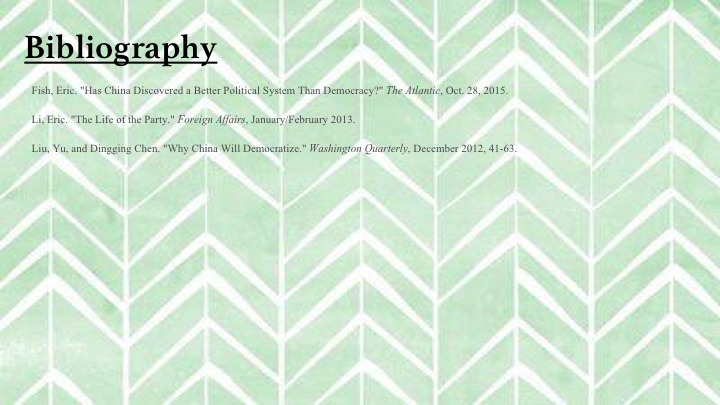 Bibliography
Fish, Eric. "Has China Discovered a Better Political System Than Democracy?" The Atlantic, Oct. 28, 2015.
Li, Eric. "The Life of the Party." Foreign Affairs, January/February 2013.
Liu, Yu, and Dingging Chen. "Why China Will Democratize." Washington Quarterly, December 2012, 41-63.